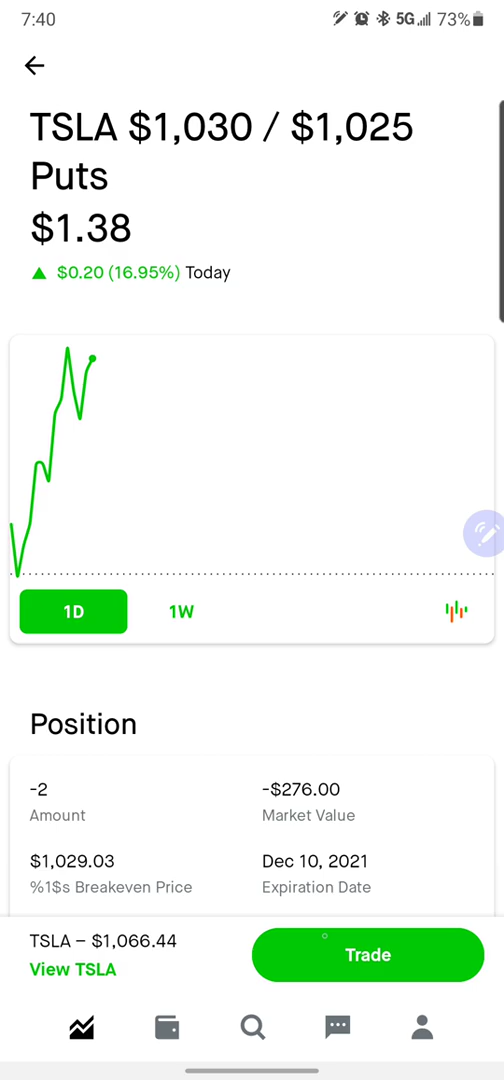 7:40 5G 73%
TSLA $1,030 / $1,025
Puts
$1.38
▲ $0.20 (16.95%) Today
1D 1W
Position
-2 -$276.00
Amount Market Value
$1,029.03 Dec 10, 2021
%1$s Breakeven Price Expiration Date
TSLA – $1,066.44
View TSLA
Trade